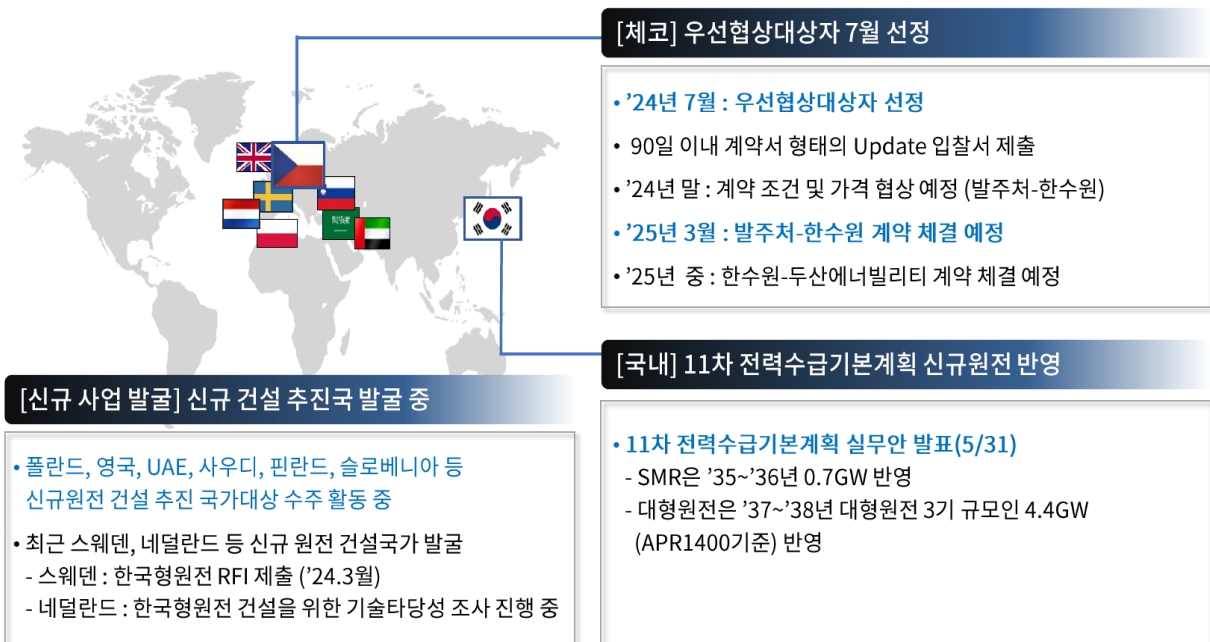 [체코] 우선협상대상자 7월 선정
• ’24년 7월 : 우선협상대상자 선정
• 90일 이내 계약서 형태의 Update 입찰서 제출
• ’24년 말 : 계약 조건 및 가격 협상 예정 (발주처-한수원)
• ’25년 3월 : 발주처-한수원 계약 체결 예정
• ’25년 중 : 한수원-두산에너빌리티 계약 체결 예정
[국내] 11차 전력수급기본계획 신규원전 반영
• 11차 전력수급기본계획 실무안 발표(5/31)
- SMR은 ’35~’36년 0.7GW 반영
- 대형원전은 ’37~’38년 대형원전 3기 규모인 4.4GW
(APR1400기준) 반영
[신규 사업 발굴] 신규 건설 추진국 발굴 중
• 폴란드, 영국, UAE, 사우디, 핀란드, 슬로베니아 등
신규원전 건설 추진 국가대상 수주 활동 중
• 최근 스웨덴, 네덜란드 등 신규 원전 건설국가 발굴
- 스웨덴 : 한국형원전 RFI 제출 (’24.3월)
- 네덜란드 : 한국형원전 건설을 위한 기술타당성 조사 진행 중